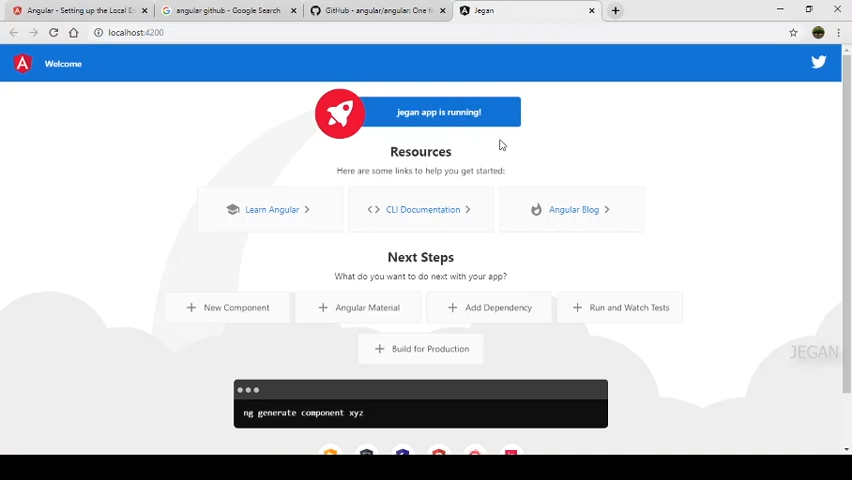 Angular - Setting up the Local En
angular github - Google Search
GitHub - angular/angular: One fr
Jegan
localhost:4200
Welcome
jegan app is running!
Resources
Here are some links to help you get started:
Learn Angular
CLI Documentation
Angular Blog
Next Steps
What do you want to do next with your app?
New Component
Angular Material
Add Dependency
Run and Watch Tests
Build for Production
JEGAN
ng generate component xyz